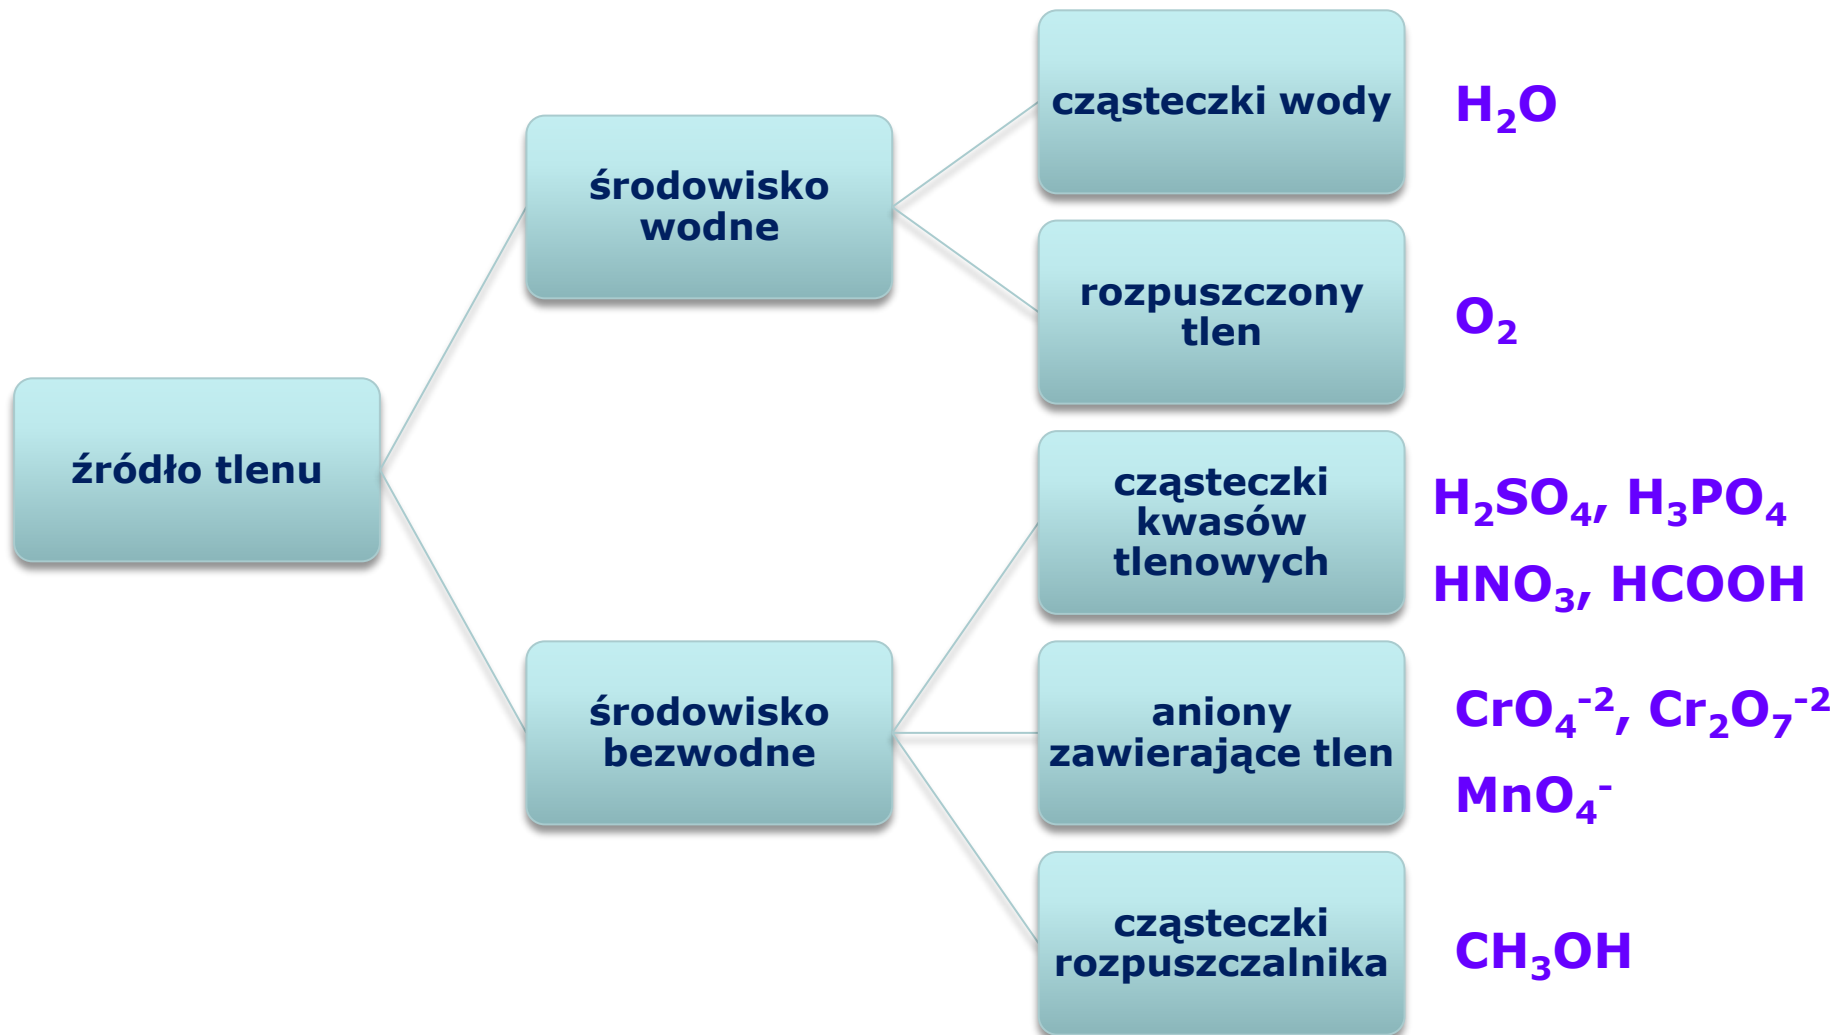 źródło tlenu
środowisko
wodne
cząsteczki wody
H₂O
rozpuszczony
tlen
O₂
środowisko
bezwodne
cząsteczki
kwasów
tlenowych
H₂SO₄, H₃PO₄
HNO₃, HCOOH
aniony
zawierające tlen
CrO₄⁻², Cr₂O₇⁻²
MnO₄⁻
cząsteczki
rozpuszczalnika
CH₃OH